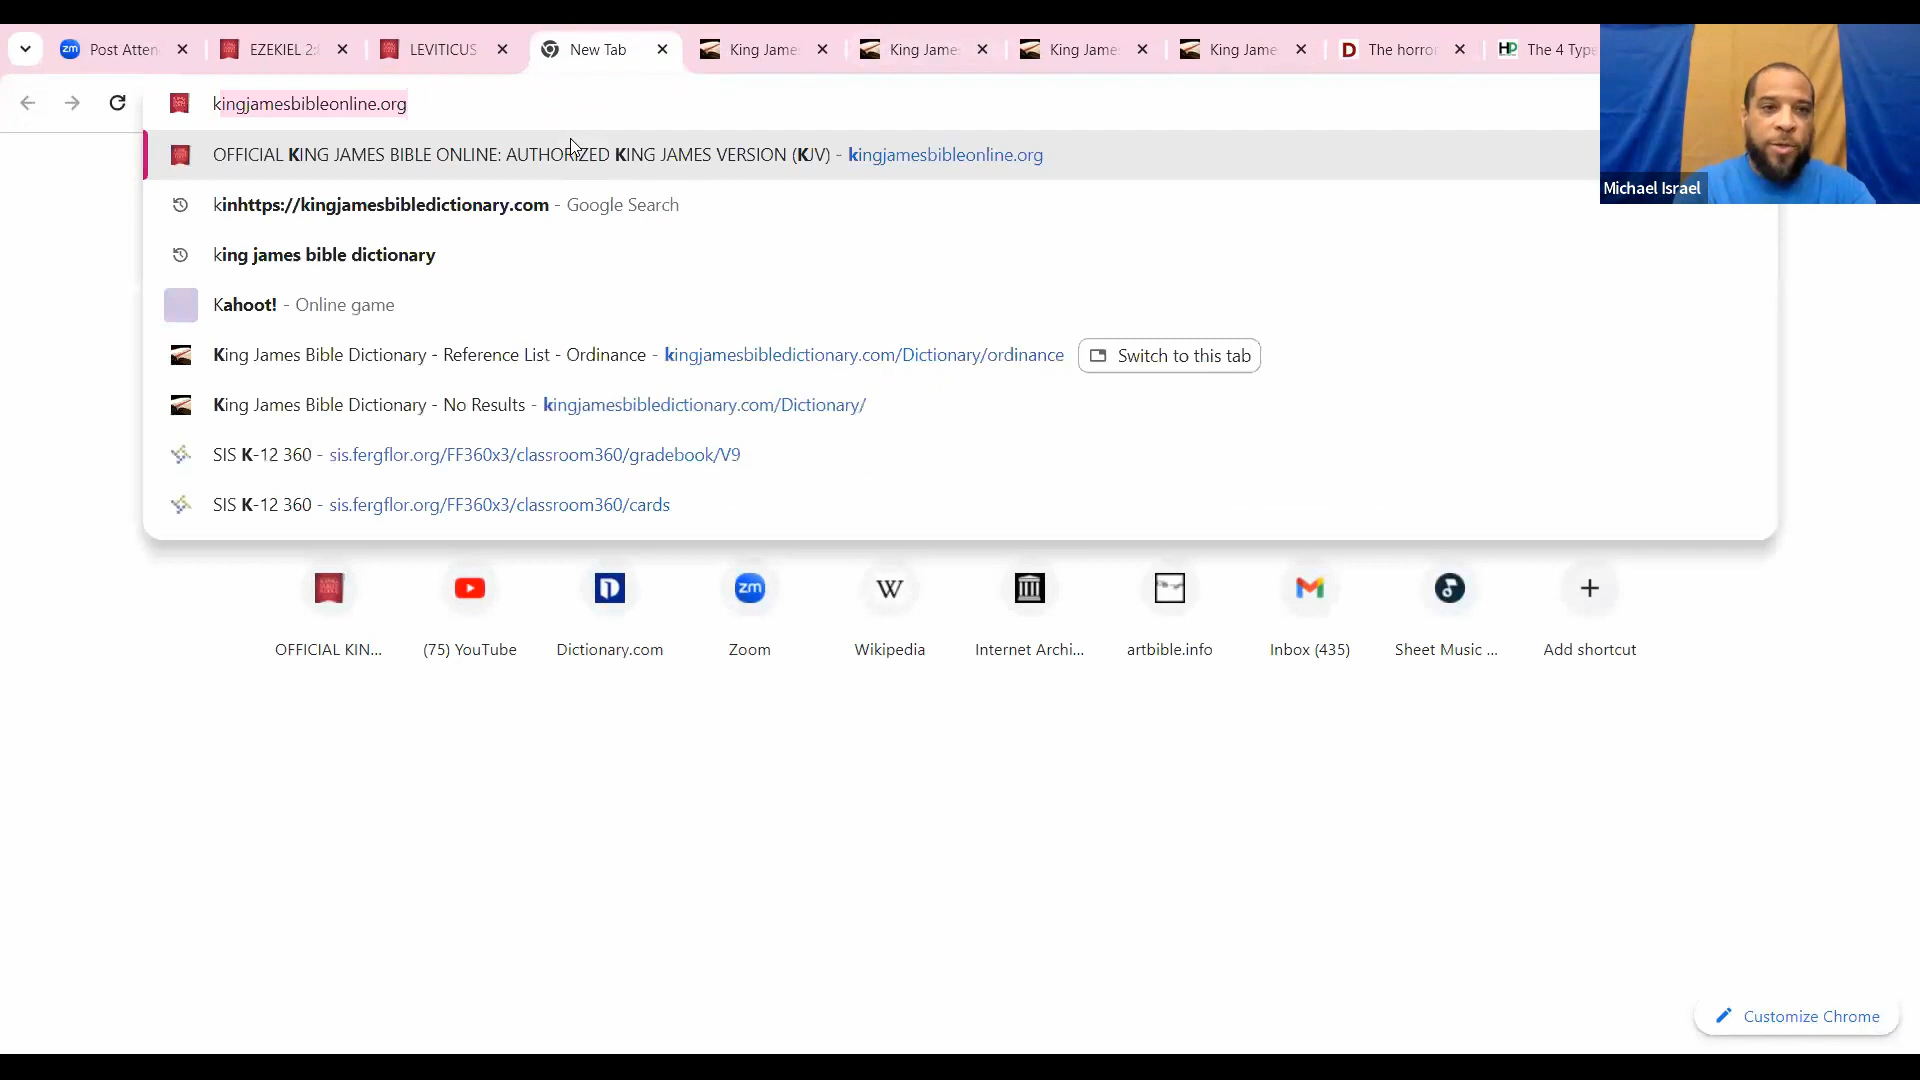 zm Post Atten
EZEKIEL 2:
LEVITICUS
New Tab
King Jame
King Jame
King Jame
King Jame
D The horro
HP The 4 Type
kingjamesbibleonline.org
OFFICIAL KING JAMES BIBLE ONLINE: AUTHORIZED KING JAMES VERSION (KJV) - kingjamesbibleonline.org
Michael Israel
kinhttps://kingjamesbibledictionary.com - Google Search
king james bible dictionary
Kahoot! - Online game
King James Bible Dictionary - Reference List - Ordinance - kingjamesbibledictionary.com/Dictionary/ordinance Switch to this tab
King James Bible Dictionary - No Results - kingjamesbibledictionary.com/Dictionary/
SIS K-12 360 - sis.fergflor.org/FF360x3/classroom360/gradebook/V9
SIS K-12 360 - sis.fergflor.org/FF360x3/classroom360/cards
D
zm
W
OFFICIAL KIN...
(75) YouTube
Dictionary.com
Zoom
Wikipedia
Internet Archi...
artbible.info
Inbox (435)
Sheet Music ...
Add shortcut
Customize Chrome